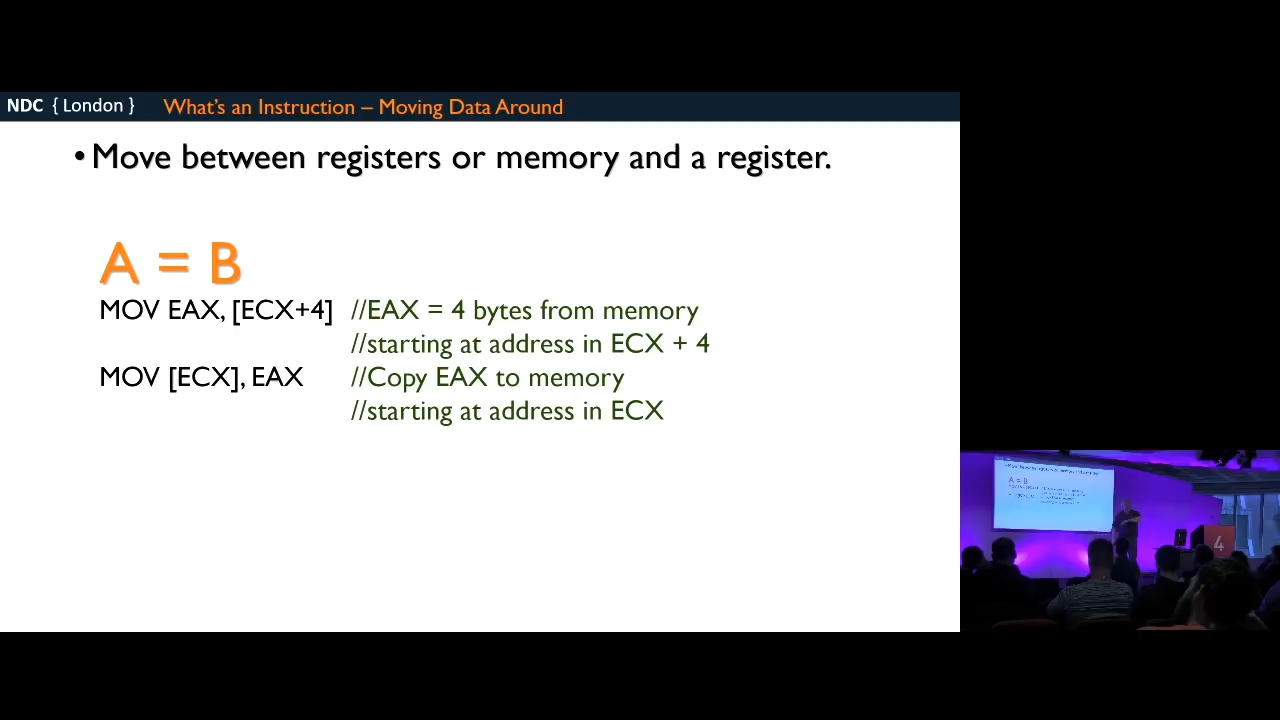 NDC { London }
What's an Instruction – Moving Data Around
• Move between registers or memory and a register.
A = B
MOV EAX, [ECX+4] //EAX = 4 bytes from memory
//starting at address in ECX + 4
MOV [ECX], EAX //Copy EAX to memory
//starting at address in ECX
A = B
4